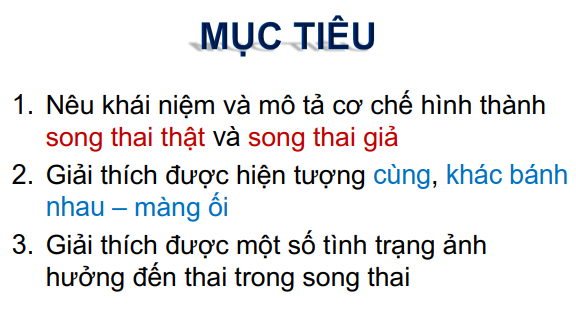 MỤC TIÊU
1. Nêu khái niệm và mô tả cơ chế hình thành
song thai thật và song thai giả
2. Giải thích được hiện tượng cùng, khác bánh
nhau – màng ối
3. Giải thích được một số tình trạng ảnh
hưởng đến thai trong song thai